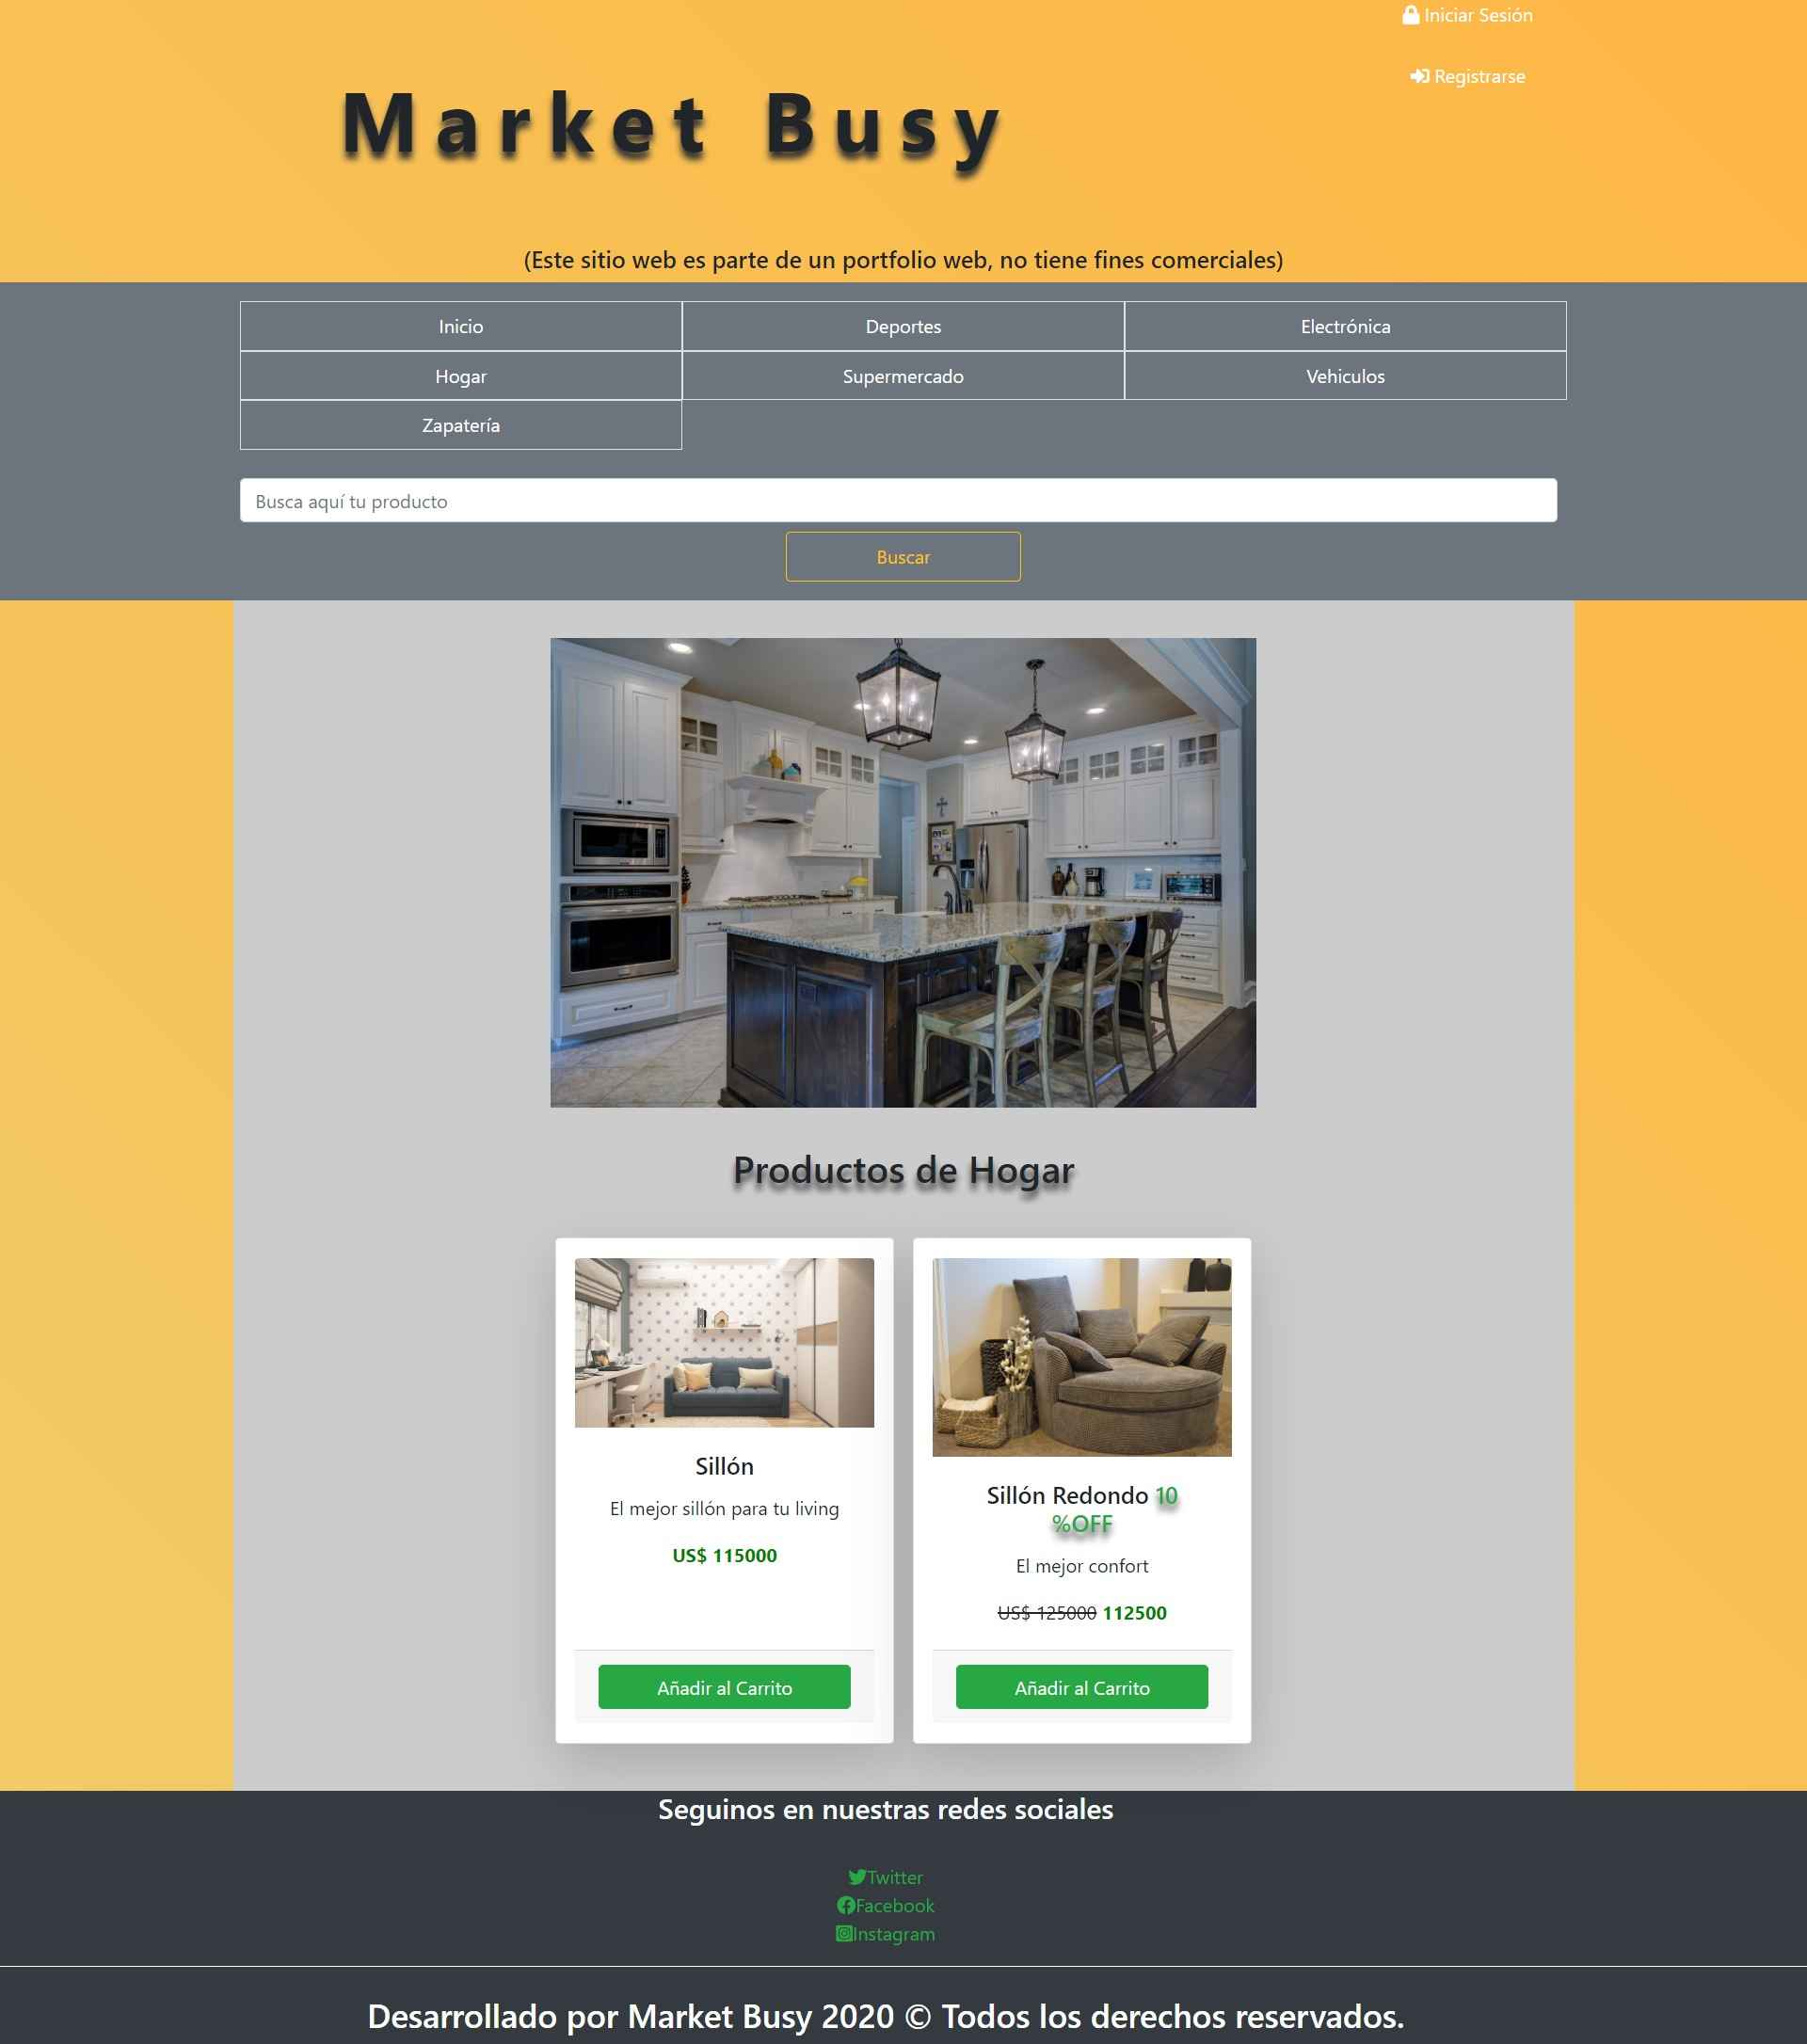 Iniciar Sesión
Registrarse
Market Busy
(Este sitio web es parte de un portfolio web, no tiene fines comerciales)
Inicio
Deportes
Electrónica
Hogar
Supermercado
Vehiculos
Zapatería
Busca aquí tu producto
Buscar
Productos de Hogar
Sillón
El mejor sillón para tu living
US$ 115000
Añadir al Carrito
Sillón Redondo 10
%OFF
El mejor confort
US$ 125000 112500
Añadir al Carrito
Seguinos en nuestras redes sociales
Twitter
Facebook
Instagram
Desarrollado por Market Busy 2020 © Todos los derechos reservados.